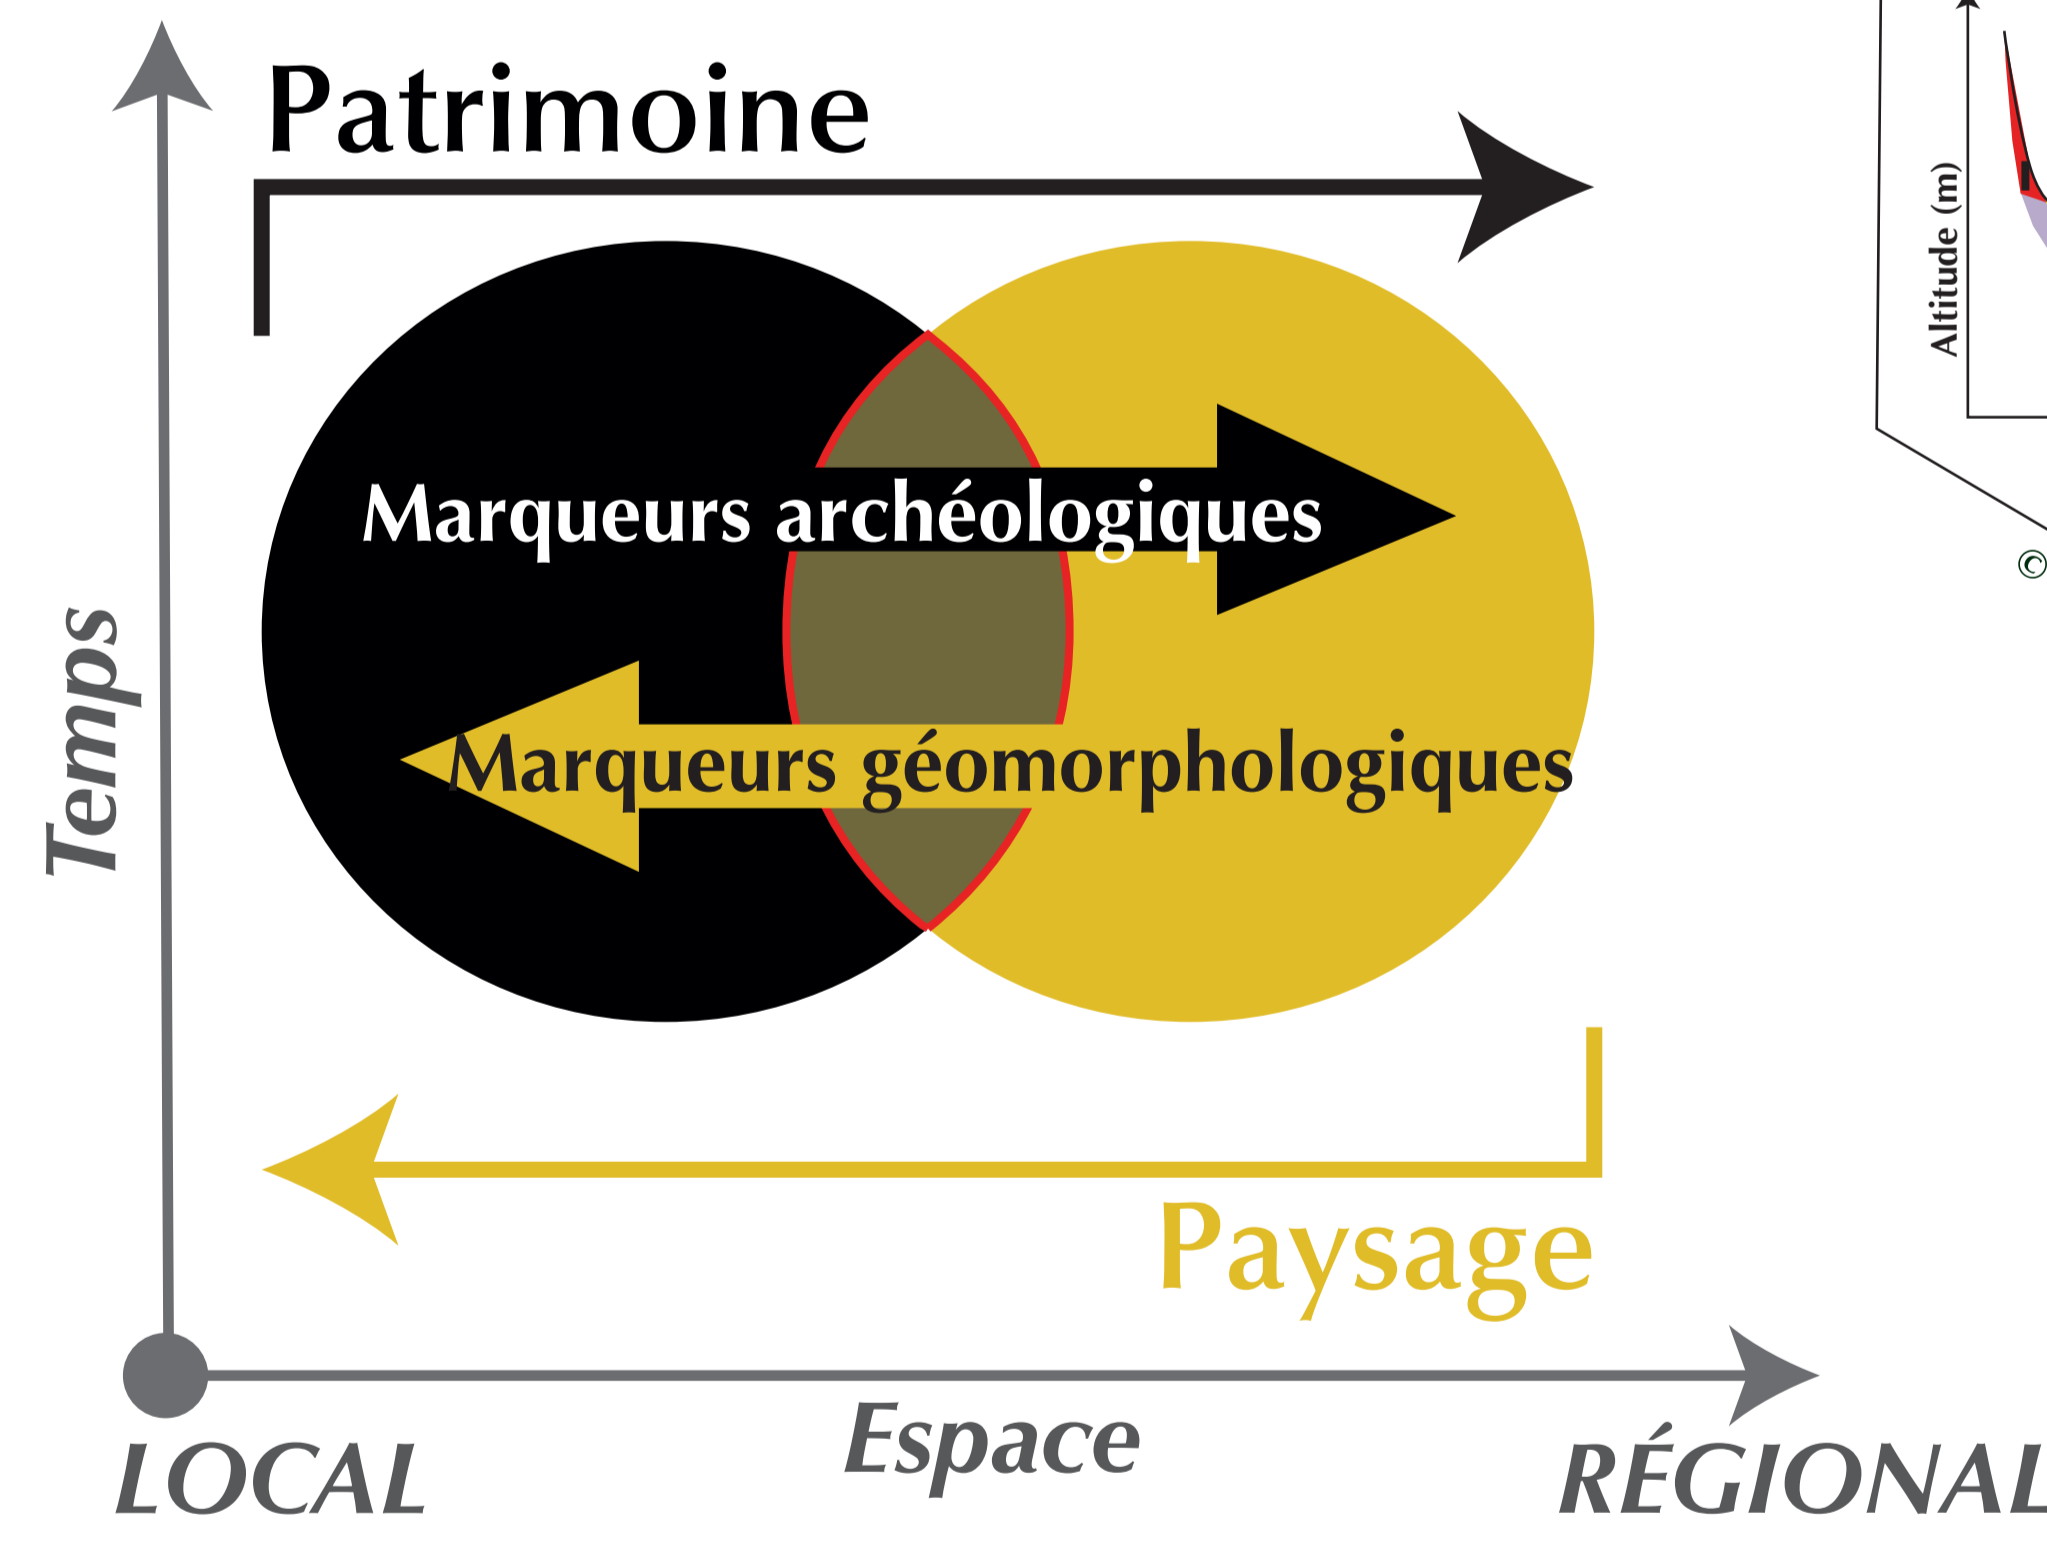 Patrimoine
Altitude (m)
Marqueurs archéologiques
©
Temps
Marqueurs géomorphologiques
Paysage
Espace
LOCAL
RÉGIONAL